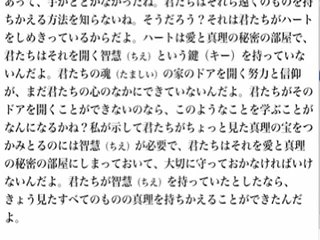 あって、手がとどかなかったね。君たちはそれら遠くのものを持
ちかえる方法を知らないね。そうだろう？それは君たちがハート
をしめきっているからだよ。ハートは愛と真理の秘密の部屋で、
君たちはそれを開く智慧（ちえ）という鍵（キー）を持っていな
いんだよ。君たちの魂（たましい）の家のドアを開く努力と信仰
が、まだ君たちの心のなかにできていないんだよ。君たちがその
ドアを開くことができないのなら、このようなことを学ぶことが
なんになるかね？私が示して君たちがちょっと見た真理の宝をつ
かみとるのには智慧（ちえ）が必要で、君たちはそれを愛と真理
の秘密の部屋にしまっておいて、大切に守っておかなければいけ
ないんだよ。君たちが智慧（ちえ）を持っていたとしたなら、
きょう見たすべてのものの真理を持ちかえることができたんだ
よ。